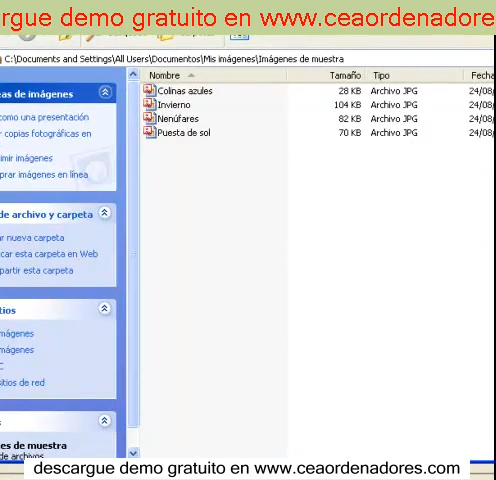 rgue demo gratuito en www.ceaordenadore
C:\Documents and Settings\All Users\Documentos\Mis imágenes\Imágenes de muestra
Nombre Tamaño Tipo Fecha
Colinas azules 28 KB Archivo JPG 24/08
Invierno 104 KB Archivo JPG 24/08
Nenúfares 82 KB Archivo JPG 24/08
Puesta de sol 70 KB Archivo JPG 24/08
as de imágenes
como una presentación
r copias fotográficas en
imir imágenes
prar imágenes en línea
de archivo y carpeta
ar nueva carpeta
car esta carpeta en Web
partir esta carpeta
tios
mágenes
mágenes
C
sitios de red
s
es de muestra
de archivos
descargue demo gratuito en www.ceaordenadores.com